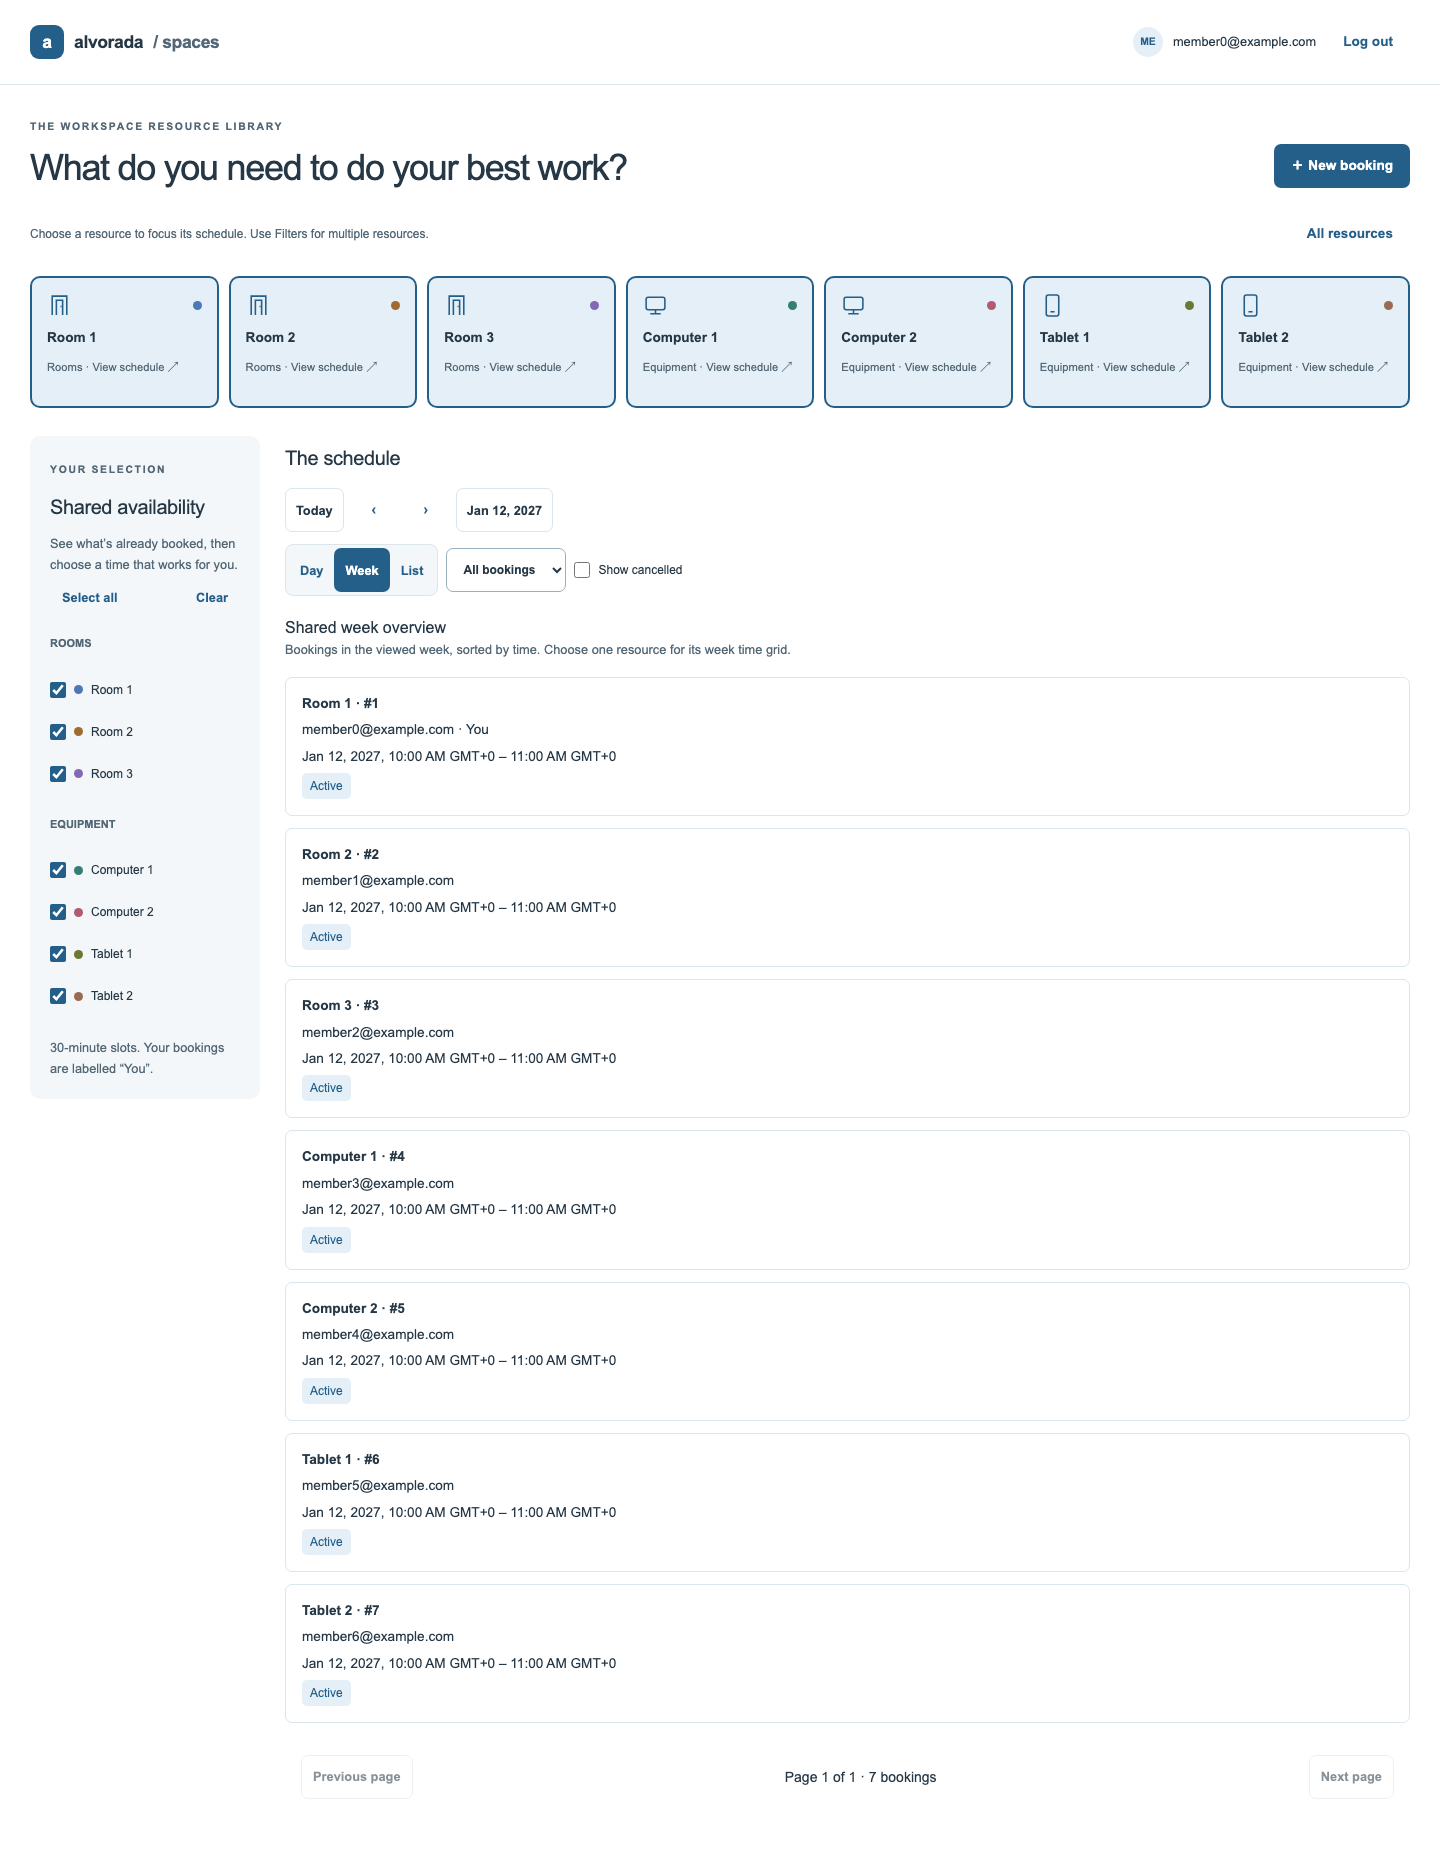 a alvorada / spaces
ME member0@example.com Log out
THE WORKSPACE RESOURCE LIBRARY
What do you need to do your best work?
+ New booking
Choose a resource to focus its schedule. Use Filters for multiple resources.
All resources
Room 1
Rooms · View schedule ↗
Room 2
Rooms · View schedule ↗
Room 3
Rooms · View schedule ↗
Computer 1
Equipment · View schedule ↗
Computer 2
Equipment · View schedule ↗
Tablet 1
Equipment · View schedule ↗
Tablet 2
Equipment · View schedule ↗
YOUR SELECTION
Shared availability
See what’s already booked, then
choose a time that works for you.
Select all Clear
ROOMS
Room 1
Room 2
Room 3
EQUIPMENT
Computer 1
Computer 2
Tablet 1
Tablet 2
30-minute slots. Your bookings
are labelled “You”.
The schedule
Today ‹ › Jan 12, 2027
Day Week List All bookings Show cancelled
Shared week overview
Bookings in the viewed week, sorted by time. Choose one resource for its week time grid.
Room 1 · #1
member0@example.com · You
Jan 12, 2027, 10:00 AM GMT+0 – 11:00 AM GMT+0
Active
Room 2 · #2
member1@example.com
Jan 12, 2027, 10:00 AM GMT+0 – 11:00 AM GMT+0
Active
Room 3 · #3
member2@example.com
Jan 12, 2027, 10:00 AM GMT+0 – 11:00 AM GMT+0
Active
Computer 1 · #4
member3@example.com
Jan 12, 2027, 10:00 AM GMT+0 – 11:00 AM GMT+0
Active
Computer 2 · #5
member4@example.com
Jan 12, 2027, 10:00 AM GMT+0 – 11:00 AM GMT+0
Active
Tablet 1 · #6
member5@example.com
Jan 12, 2027, 10:00 AM GMT+0 – 11:00 AM GMT+0
Active
Tablet 2 · #7
member6@example.com
Jan 12, 2027, 10:00 AM GMT+0 – 11:00 AM GMT+0
Active
Previous page Page 1 of 1 · 7 bookings Next page